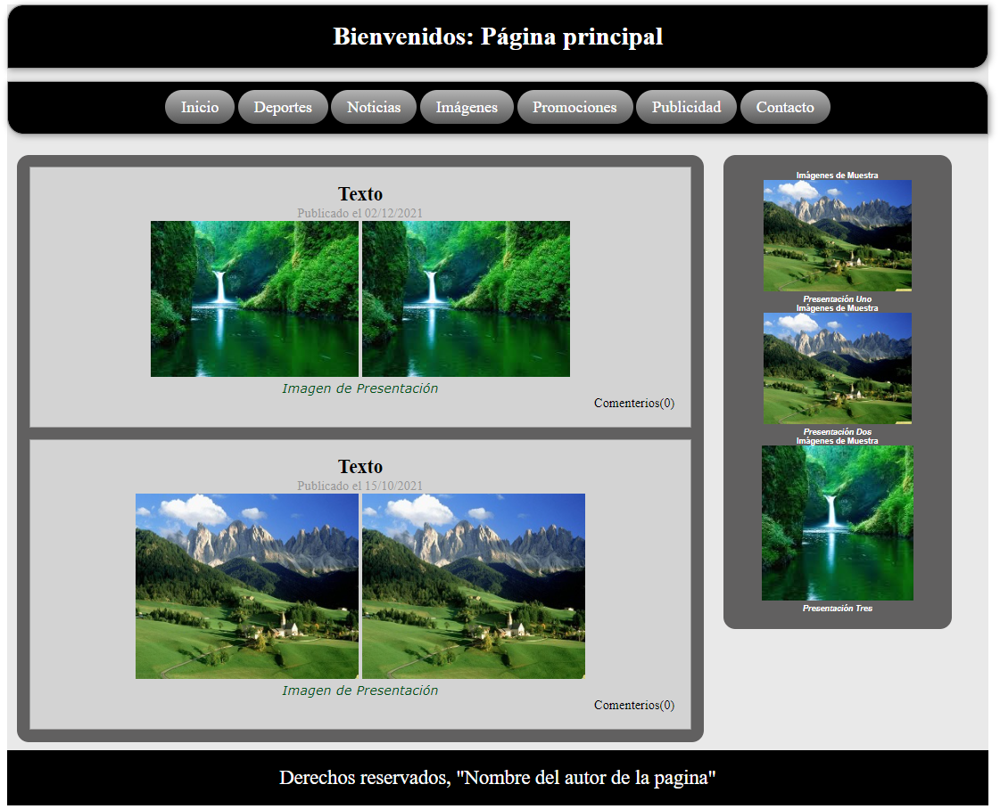 Bienvenidos: Página principal
Inicio Deportes Noticias Imágenes Promociones Publicidad Contacto
Texto
Publicado el 02/12/2021
Imagen de Presentación
Comenterios(0)
Texto
Publicado el 15/10/2021
Imagen de Presentación
Comenterios(0)
Imágenes de Muestra
Presentación Uno
Imágenes de Muestra
Presentación Dos
Imágenes de Muestra
Presentación Tres
Derechos reservados, "Nombre del autor de la pagina"